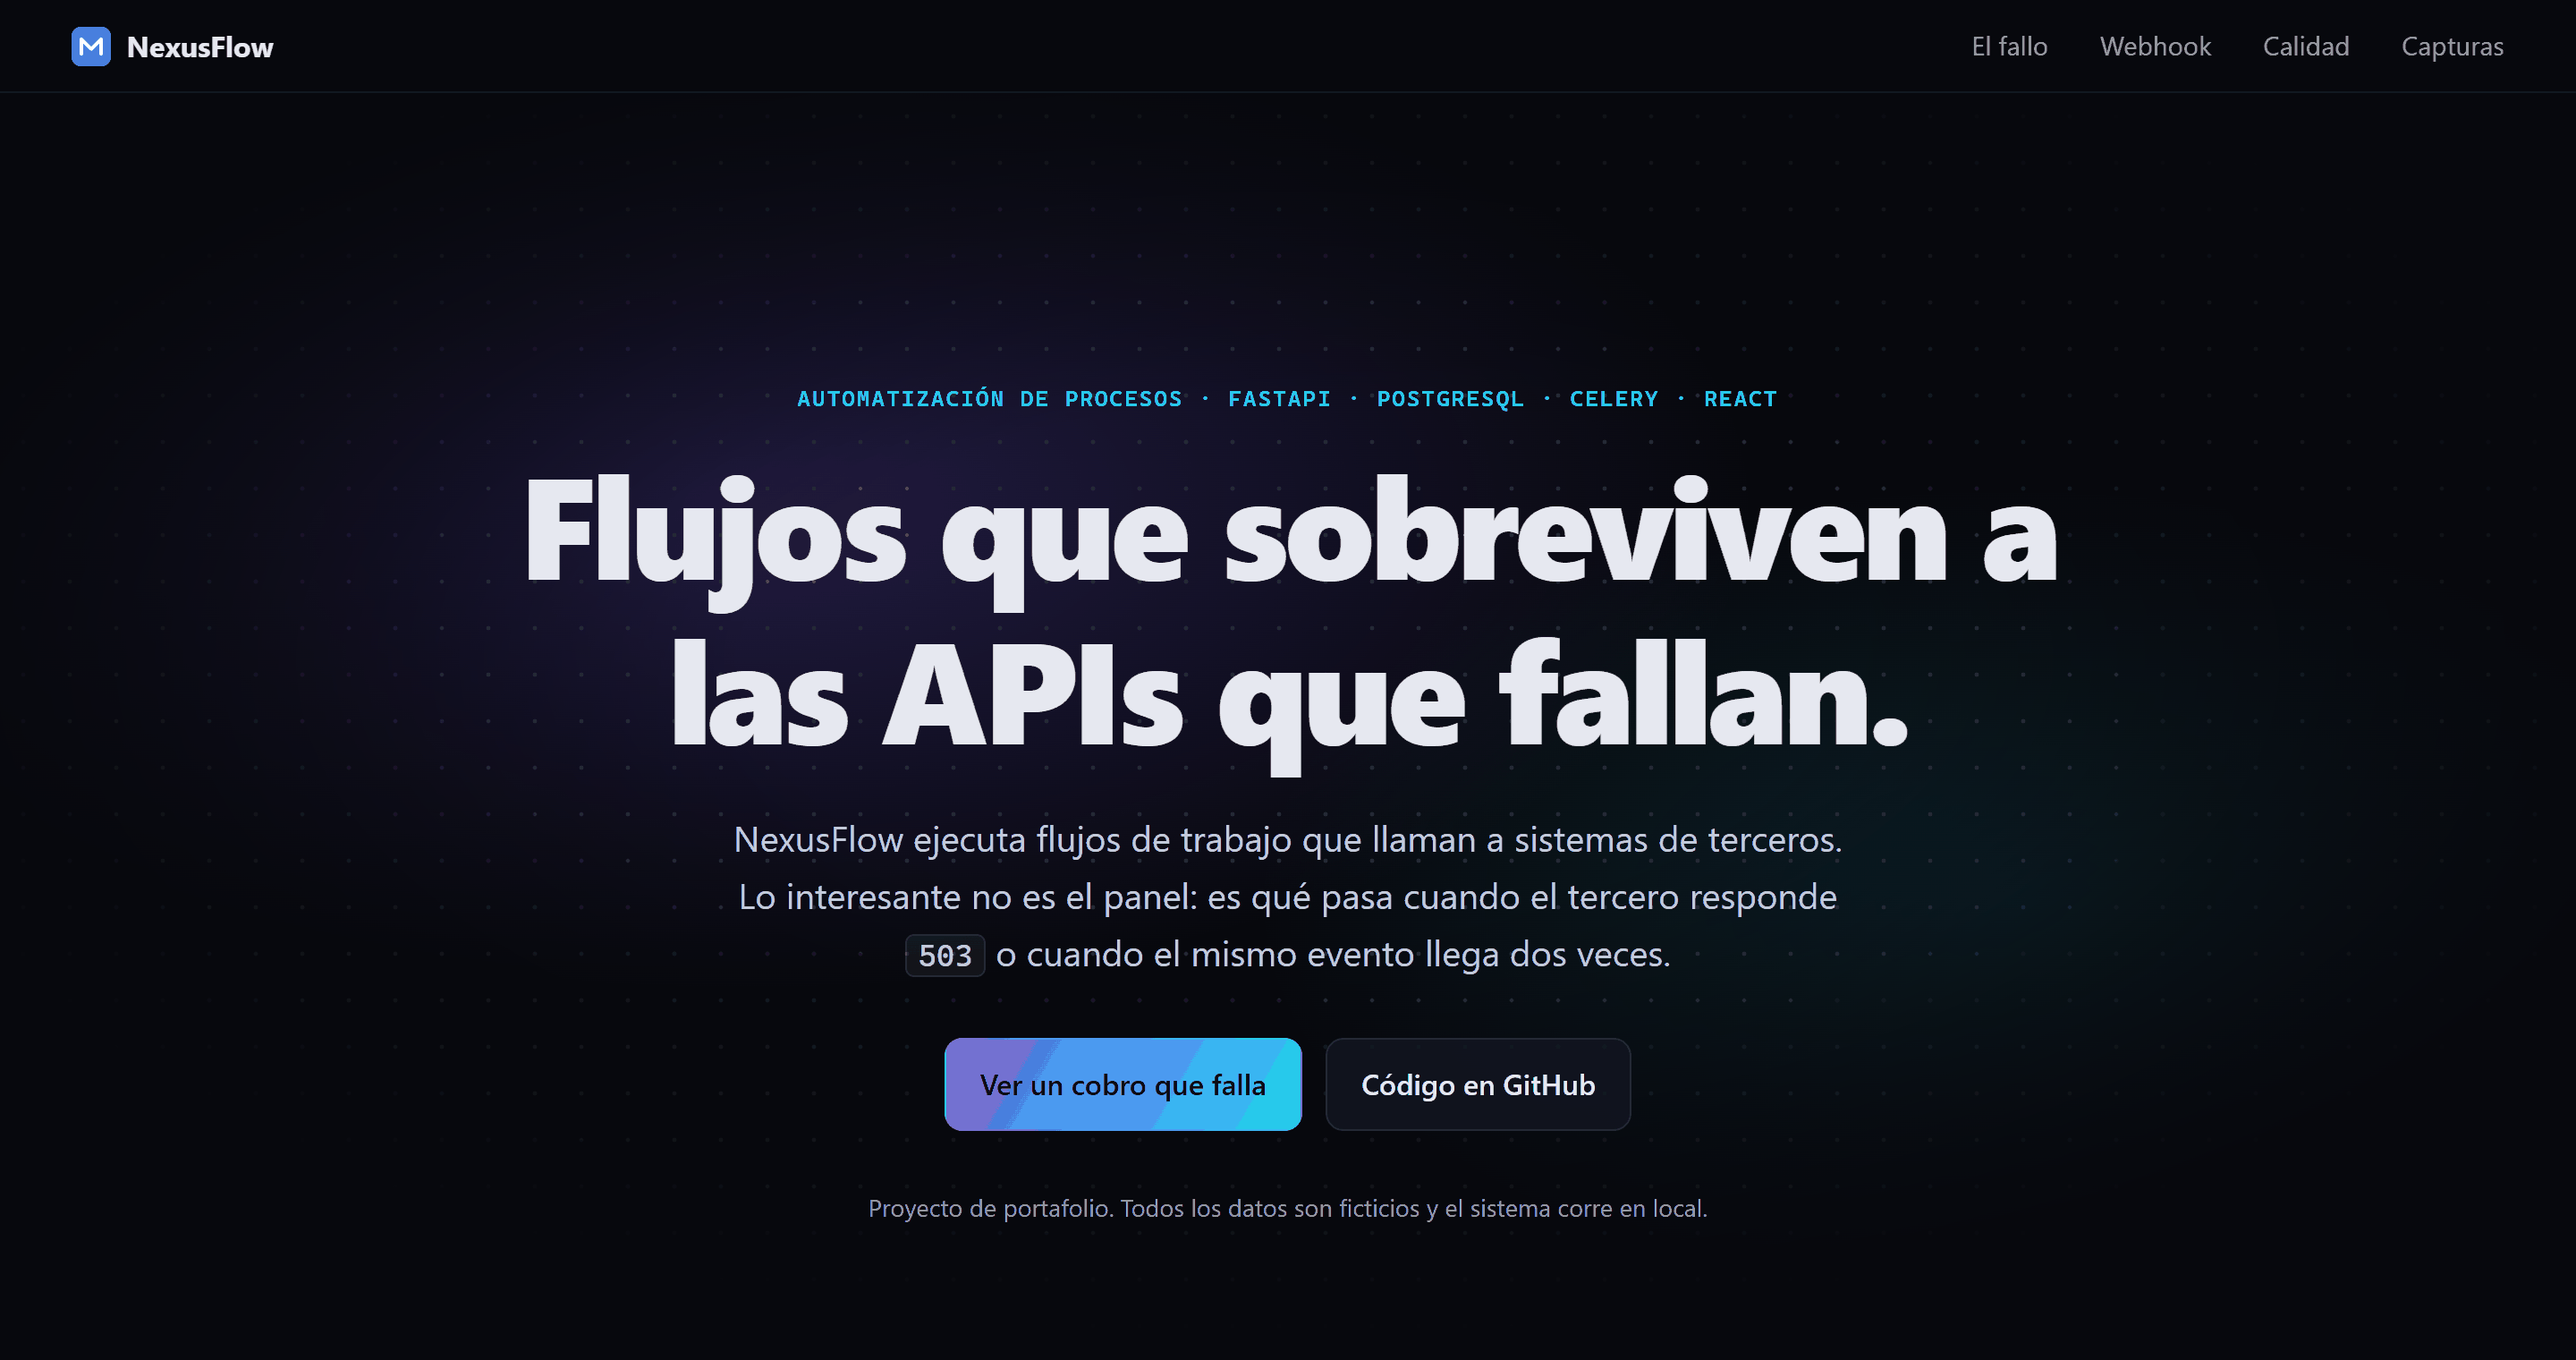 NexusFlow
El fallo
Webhook
Calidad
Capturas
AUTOMATIZACIÓN DE PROCESOS · FASTAPI · POSTGRESQL · CELERY · REACT
Flujos que sobreviven a
las APIs que fallan.
NexusFlow ejecuta flujos de trabajo que llaman a sistemas de terceros.
Lo interesante no es el panel: es qué pasa cuando el tercero responde
503 o cuando el mismo evento llega dos veces.
Ver un cobro que falla
Código en GitHub
Proyecto de portafolio. Todos los datos son ficticios y el sistema corre en local.